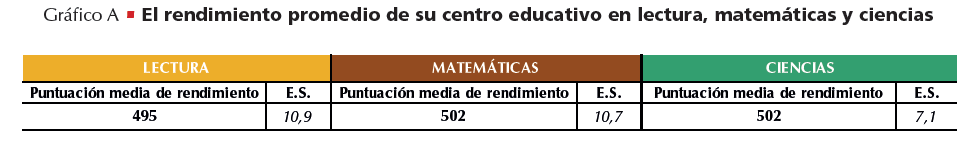 Gráfico A ▪ El rendimiento promedio de su centro educativo en lectura, matemáticas y ciencias
LECTURA MATEMÁTICAS CIENCIAS
Puntuación media de rendimiento E.S. Puntuación media de rendimiento E.S. Puntuación media de rendimiento E.S.
495 10,9 502 10,7 502 7,1